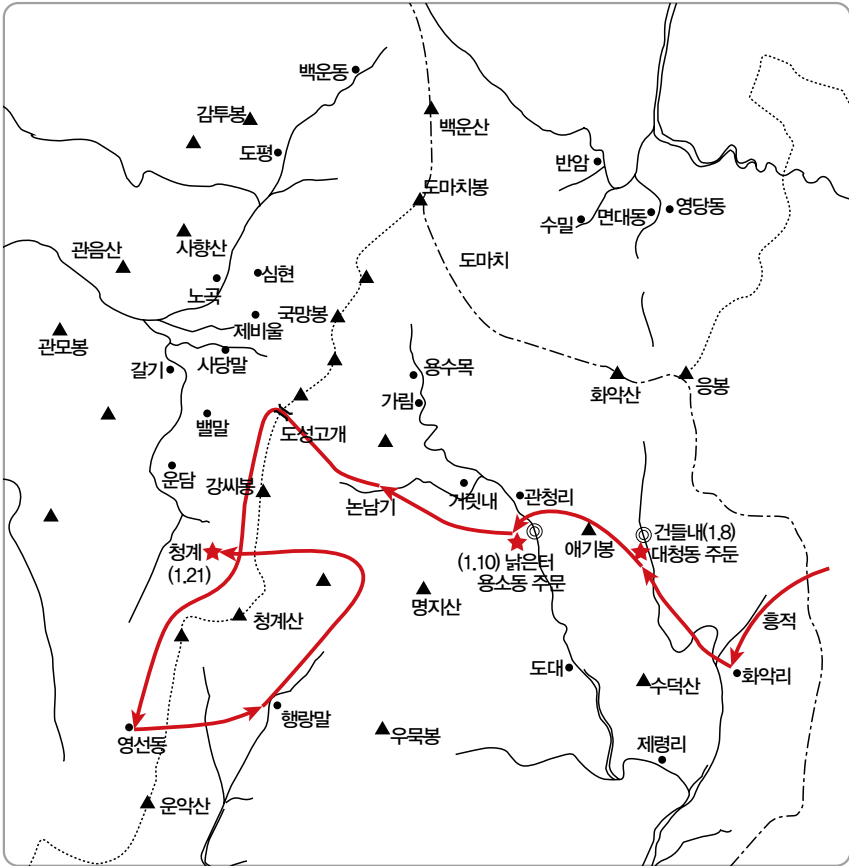 백운동
감투봉
백운산
도평
반암
도마치봉
수밀
면대동
영당동
사향산
관음산
도마치
심현
노곡
국망봉
제비울
관모봉
사당말
갈기
용수목
화악산
응봉
가림
밸말
도성고개
운담
강씨봉
거릿내
관청리
논남기
건들내(1.8)
대청동 주둔
애기봉
청계
(1.21)
(1.10) 낡은터
용소동 주문
명지산
청계산
홍적
도대
수덕산
화악리
행랑말
우묵봉
영선동
제령리
운악산